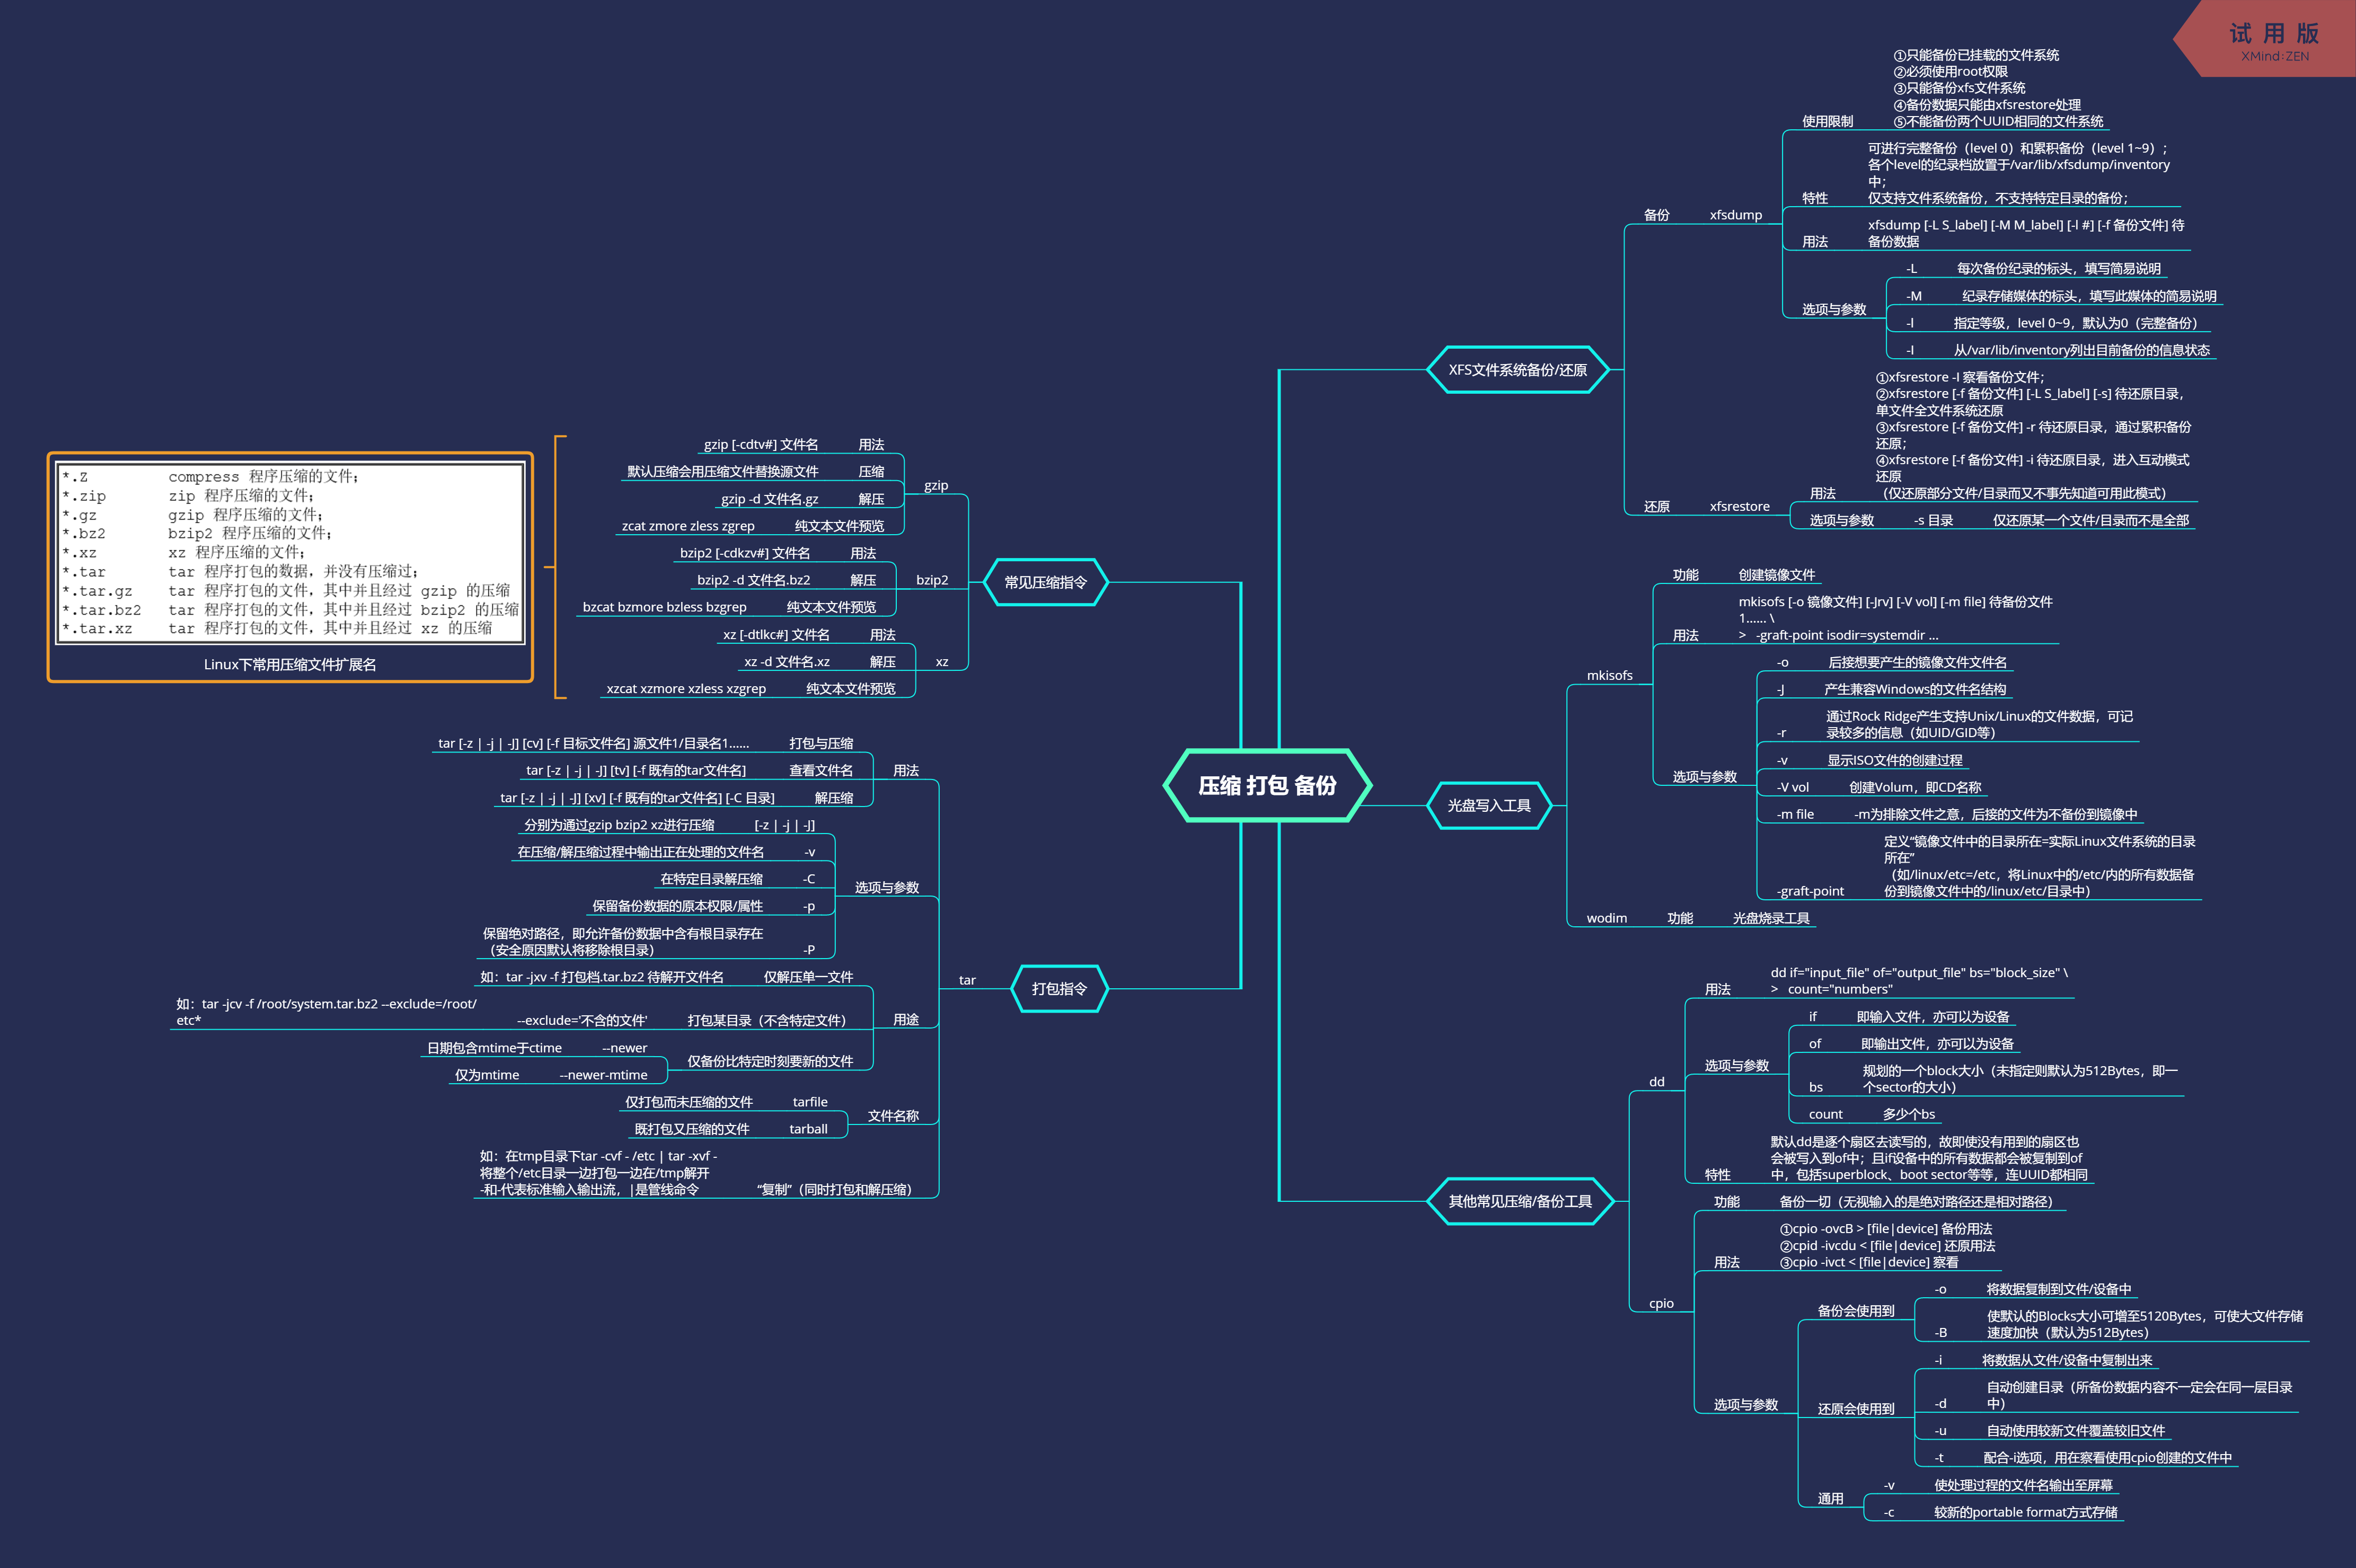 试 用 版
XMind:ZEN
压缩 打包 备份
XFS文件系统备份/还原
备份
xfsdump
使用限制
①只能备份已挂载的文件系统
②必须使用root权限
③只能备份xfs文件系统
④备份数据只能由xfsrestore处理
⑤不能备份两个UUID相同的文件系统
特性
可进行完整备份（level 0）和累积备份（level 1~9）;
各个level的纪录档放置于/var/lib/xfsdump/inventory
中;
仅支持文件系统备份，不支持特定目录的备份;
用法
xfsdump [-L S_label] [-M M_label] [-l #] [-f 备份文件] 待
备份数据
选项与参数
-L 每次备份纪录的标头，填写简易说明
-M 纪录存储媒体的标头，填写此媒体的简易说明
-l 指定等级，level 0~9，默认为0（完整备份）
-I 从/var/lib/inventory列出目前备份的信息状态
还原
xfsrestore
用法
①xfsrestore -I 察看备份文件;
②xfsrestore [-f 备份文件] [-L S_label] [-s] 待还原目录，
单文件全文件系统还原
③xfsrestore [-f 备份文件] -r 待还原目录，通过累积备份
还原;
④xfsrestore [-f 备份文件] -i 待还原目录，进入互动模式
还原
（仅还原部分文件/目录而又不事先知道可用此模式）
选项与参数 -s 目录 仅还原某一个文件/目录而不是全部
光盘写入工具
mkisofs
功能 创建镜像文件
用法
mkisofs [-o 镜像文件] [-Jrv] [-V vol] [-m file] 待备份文件
1...... \
> -graft-point isodir=systemdir ...
选项与参数
-o 后接想要产生的镜像文件文件名
-J 产生兼容Windows的文件名结构
-r
通过Rock Ridge产生支持Unix/Linux的文件数据，可记
录较多的信息（如UID/GID等）
-v 显示ISO文件的创建过程
-V vol 创建Volum，即CD名称
-m file -m为排除文件之意，后接的文件为不备份到镜像中
-graft-point
定义“镜像文件中的目录所在=实际Linux文件系统的目录
所在”
（如/linux/etc=/etc，将Linux中的/etc/内的所有数据备
份到镜像文件中的/linux/etc/目录中）
wodim 功能 光盘烧录工具
其他常见压缩/备份工具
dd
用法
dd if="input_file" of="output_file" bs="block_size" \
> count="numbers"
选项与参数
if 即输入文件，亦可以为设备
of 即输出文件，亦可以为设备
bs
规划的一个block大小（未指定则默认为512Bytes，即一
个sector的大小）
count 多少个bs
特性
默认dd是逐个扇区去读写的，故即使没有用到的扇区也
会被写入到of中；且if设备中的所有数据都会被复制到of
中，包括superblock、boot sector等等，连UUID都相同
cpio
功能 备份一切（无视输入的是绝对路径还是相对路径）
用法
①cpio -ovcB > [file|device] 备份用法
②cpid -ivcdu < [file|device] 还原用法
③cpio -ivct < [file|device] 察看
选项与参数
备份会使用到
-o 将数据复制到文件/设备中
-B
使默认的Blocks大小可增至5120Bytes，可使大文件存储
速度加快（默认为512Bytes）
还原会使用到
-i 将数据从文件/设备中复制出来
-d
自动创建目录（所备份数据内容不一定会在同一层目录
中）
-u 自动使用较新文件覆盖较旧文件
-t 配合-i选项，用在察看使用cpio创建的文件中
通用
-v 使处理过程的文件名输出至屏幕
-c 较新的portable format方式存储
常见压缩指令
gzip
gzip [-cdtv#] 文件名 用法
默认压缩会用压缩文件替换源文件 压缩
gzip -d 文件名.gz 解压
zcat zmore zless zgrep 纯文本文件预览
bzip2
bzip2 [-cdkzv#] 文件名 用法
bzip2 -d 文件名.bz2 解压
bzcat bzmore bzless bzgrep 纯文本文件预览
xz
xz [-dtlkc#] 文件名 用法
xz -d 文件名.xz 解压
xzcat xzmore xzless xzgrep 纯文本文件预览
*.Z compress 程序压缩的文件;
*.zip zip 程序压缩的文件;
*.gz gzip 程序压缩的文件;
*.bz2 bzip2 程序压缩的文件;
*.xz xz 程序压缩的文件;
*.tar tar 程序打包的数据，并没有压缩过;
*.tar.gz tar 程序打包的文件，其中并且经过 gzip 的压缩
*.tar.bz2 tar 程序打包的文件，其中并且经过 bzip2 的压缩
*.tar.xz tar 程序打包的文件，其中并且经过 xz 的压缩
Linux下常用压缩文件扩展名
打包指令
tar
用法
tar [-z | -j | -J] [cv] [-f 目标文件名] 源文件1/目录名1...... 打包与压缩
tar [-z | -j | -J] [tv] [-f 既有的tar文件名] 查看文件名
tar [-z | -j | -J] [xv] [-f 既有的tar文件名] [-C 目录] 解压缩
选项与参数
分别为通过gzip bzip2 xz进行压缩 [-z | -j | -J]
在压缩/解压缩过程中输出正在处理的文件名 -v
在特定目录解压缩 -C
保留备份数据的原本权限/属性 -p
保留绝对路径，即允许备份数据中含有根目录存在
（安全原因默认将移除根目录） -P
用途
如：tar -jxv -f 打包档.tar.bz2 待解开文件名 仅解压单一文件
如：tar -jcv -f /root/system.tar.bz2 --exclude=/root/
etc* --exclude='不含的文件' 打包某目录（不含特定文件）
仅备份比特定时刻要新的文件
日期包含mtime于ctime --newer
仅为mtime --newer-mtime
文件名称
仅打包而未压缩的文件 tarfile
既打包又压缩的文件 tarball
如：在tmp目录下tar -cvf - /etc | tar -xvf -
将整个/etc目录一边打包一边在/tmp解开
-和-代表标准输入输出流，|是管线命令 “复制”（同时打包和解压缩）